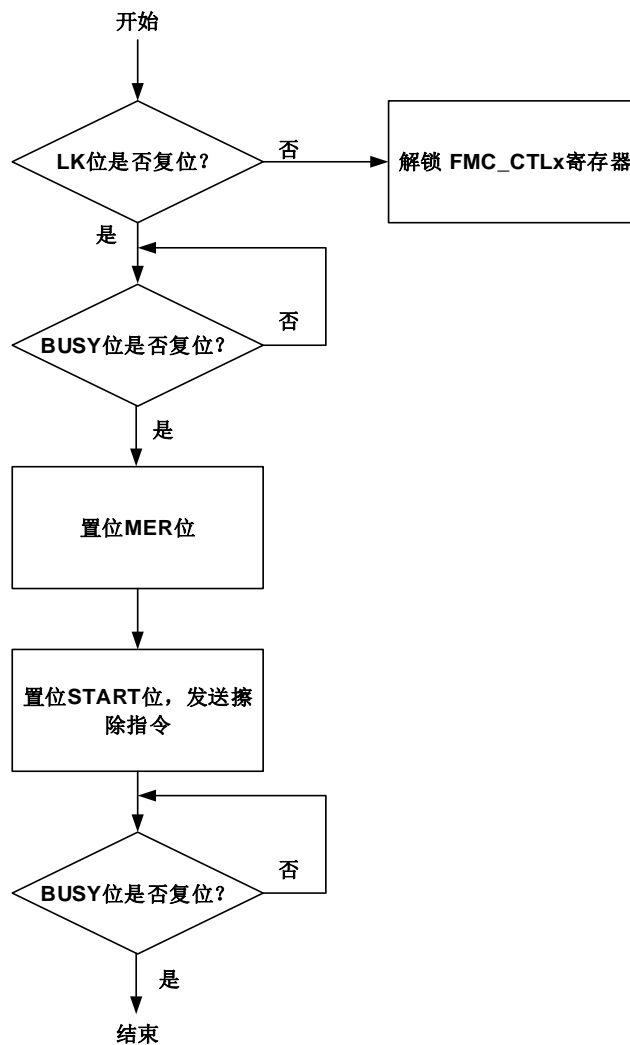 开始
LK位是否复位？
否
解锁 FMC_CTLx寄存器
是
否
BUSY位是否复位？
是
置位MER位
置位START位，发送擦
除指令
否
BUSY位是否复位？
是
结束